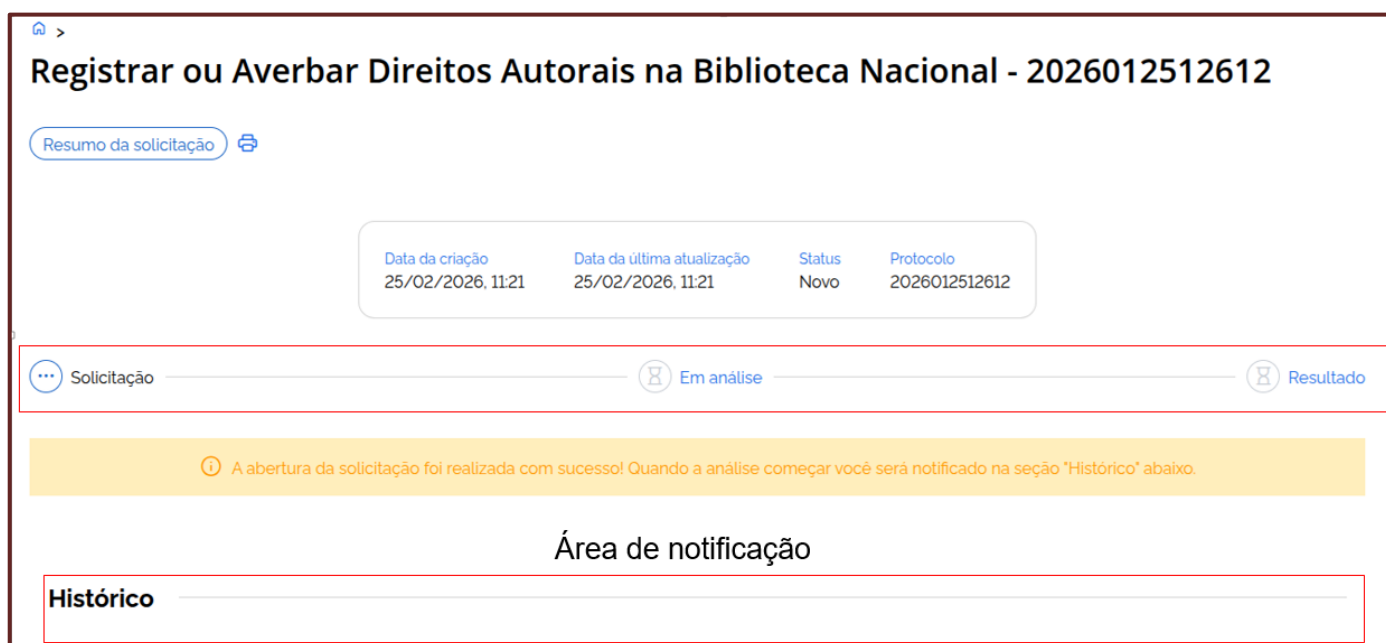 >
Registrar ou Averbar Direitos Autorais na Biblioteca Nacional - 2026012512612
Resumo da solicitação
Data da criação Data da última atualização Status Protocolo
25/02/2026, 11:21 25/02/2026, 11:21 Novo 2026012512612
Solicitação Em análise Resultado
A abertura da solicitação foi realizada com sucesso! Quando a análise começar você será notificado na seção "Histórico" abaixo.
Área de notificação
Histórico